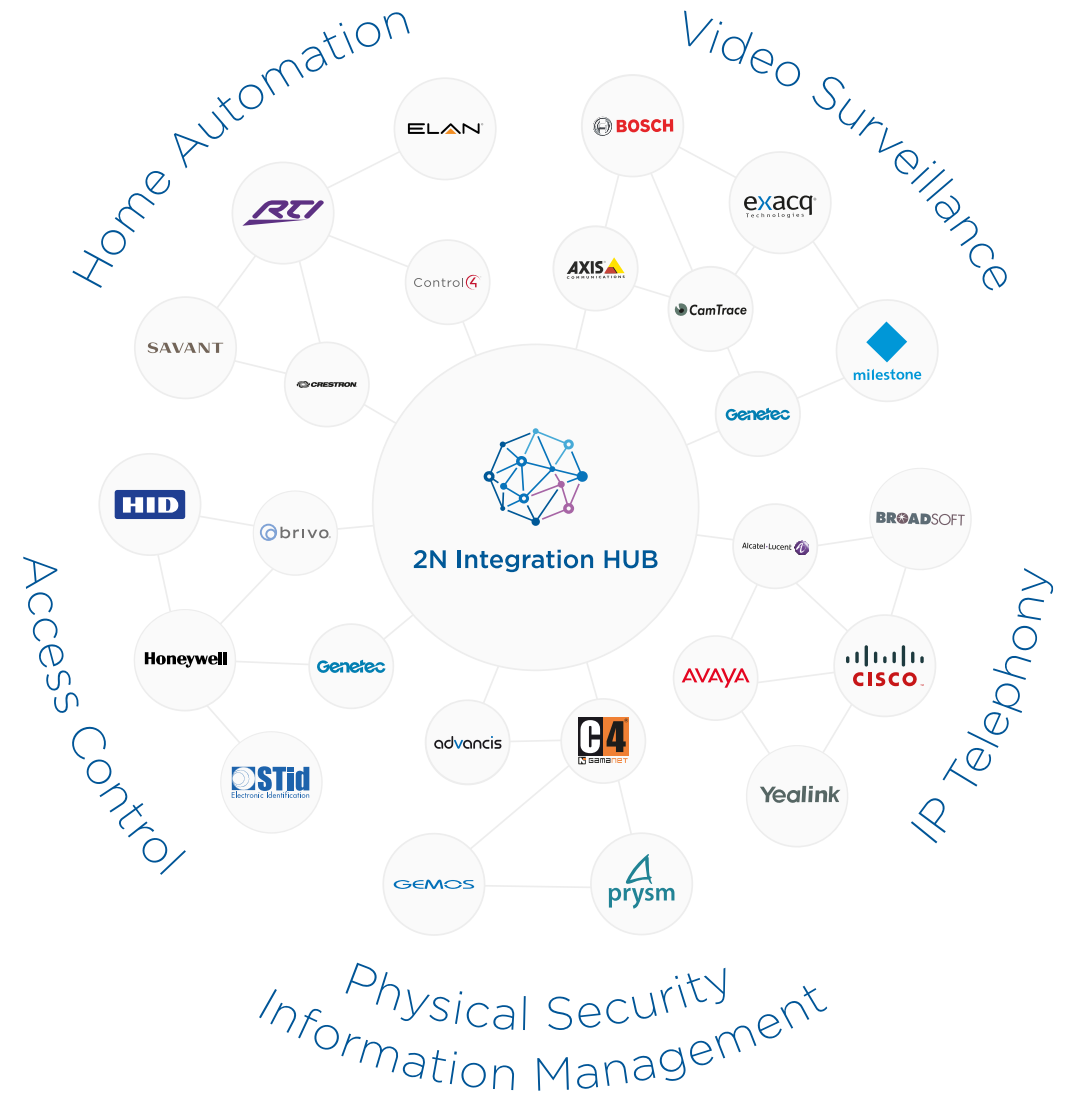 Home Automation
Video Surveillance
ELAN
BOSCH
RTI
exacq
Technologies
AXIS
COMMUNICATIONS
Control4
CamTrace
SAVANT
CRESTRON
milestone
Genetec
2N Integration HUB
HID
brivo
Alcatel-Lucent
BROADSOFT
Access Control
Honeywell
Genetec
AVAYA
CISCO
IP Telephony
advancis
C4
GAMANET
STid
Electronic Identification
Yealink
GEMOS
prysm
Physical Security
Information Management